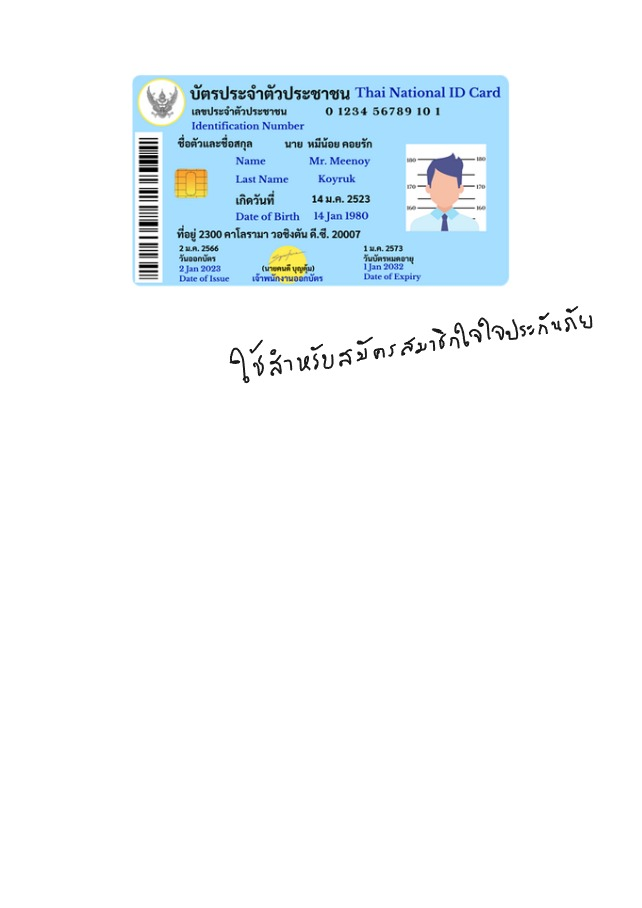 บัตรประจำตัวประชาชน Thai National ID Card
เลขประจำตัวประชาชน 0 1234 56789 10 1
Identification Number
ชื่อตัวและชื่อสกุล นาย หมีน้อย คอยรัก
Name Mr. Meenoy
Last Name Koyruk
เกิดวันที่ 14 ม.ค. 2523
Date of Birth 14 Jan 1980
180 180
170 170
160 160
ที่อยู่ 2300 คาโลรามา วอชิงตัน ดี.ซี. 20007
2 ม.ค. 2566 1 ม.ค. 2573
วันออกบัตร (นายคนดี บุญคุ้ม) วันบัตรหมดอายุ
2 Jan 2023 1 Jan 2032
Date of Issue เจ้าพนักงานออกบัตร Date of Expiry
ใช้สำหรับสมัครสมาชิกใจใจประกันภัย